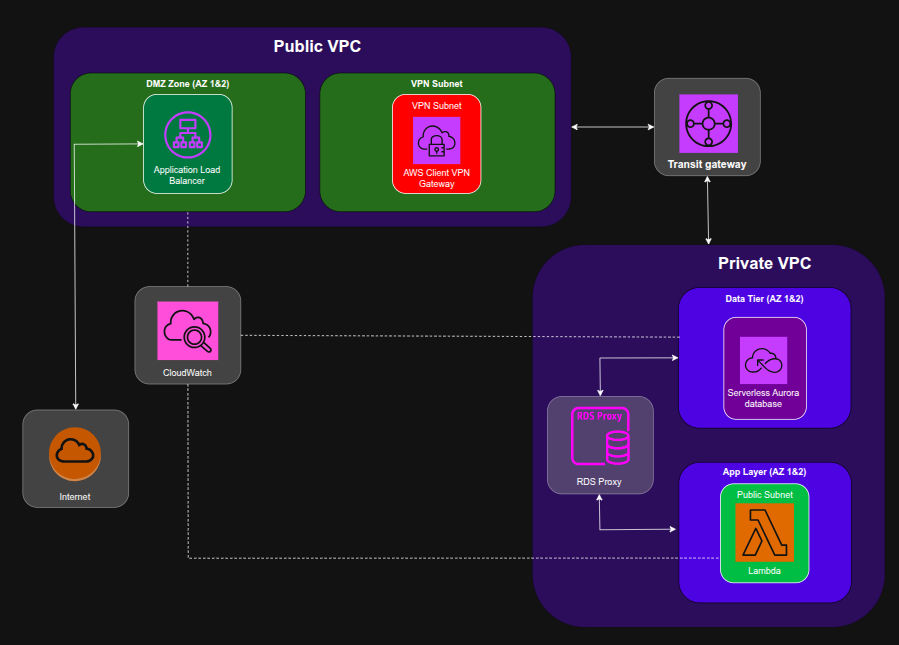 Public VPC
DMZ Zone (AZ 1&2)
Application Load
Balancer
VPN Subnet
VPN Subnet
AWS Client VPN
Gateway
Transit gateway
Private VPC
Data Tier (AZ 1&2)
Serverless Aurora
database
CloudWatch
RDS Proxy
RDS Proxy
Internet
App Layer (AZ 1&2)
Public Subnet
Lambda